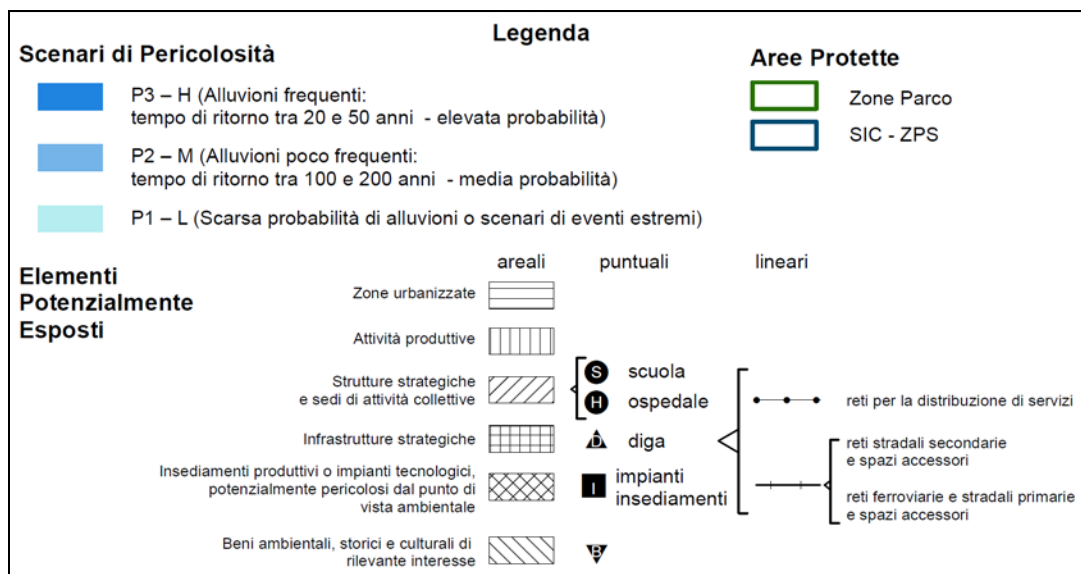 Legenda
Scenari di Pericolosità
P3 – H (Alluvioni frequenti:
tempo di ritorno tra 20 e 50 anni - elevata probabilità)
P2 – M (Alluvioni poco frequenti:
tempo di ritorno tra 100 e 200 anni - media probabilità)
P1 – L (Scarsa probabilità di alluvioni o scenari di eventi estremi)
Aree Protette
Zone Parco
SIC - ZPS
Elementi
Potenzialmente
Esposti
areali
puntuali
lineari
Zone urbanizzate
Attività produttive
Strutture strategiche
e sedi di attività collettive
Infrastrutture strategiche
Insediamenti produttivi o impianti tecnologici,
potenzialmente pericolosi dal punto di
vista ambientale
Beni ambientali, storici e culturali di
rilevante interesse
S scuola
H ospedale
D diga
I impianti
insediamenti
B
reti per la distribuzione di servizi
reti stradali secondarie
e spazi accessori
reti ferroviarie e stradali primarie
e spazi accessori